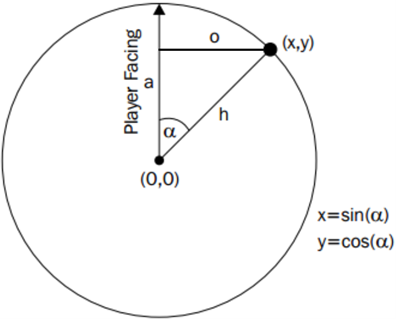 Player Facing
o
(x,y)
a
h
α
(0,0)
x=sin(α)
y=cos(α)